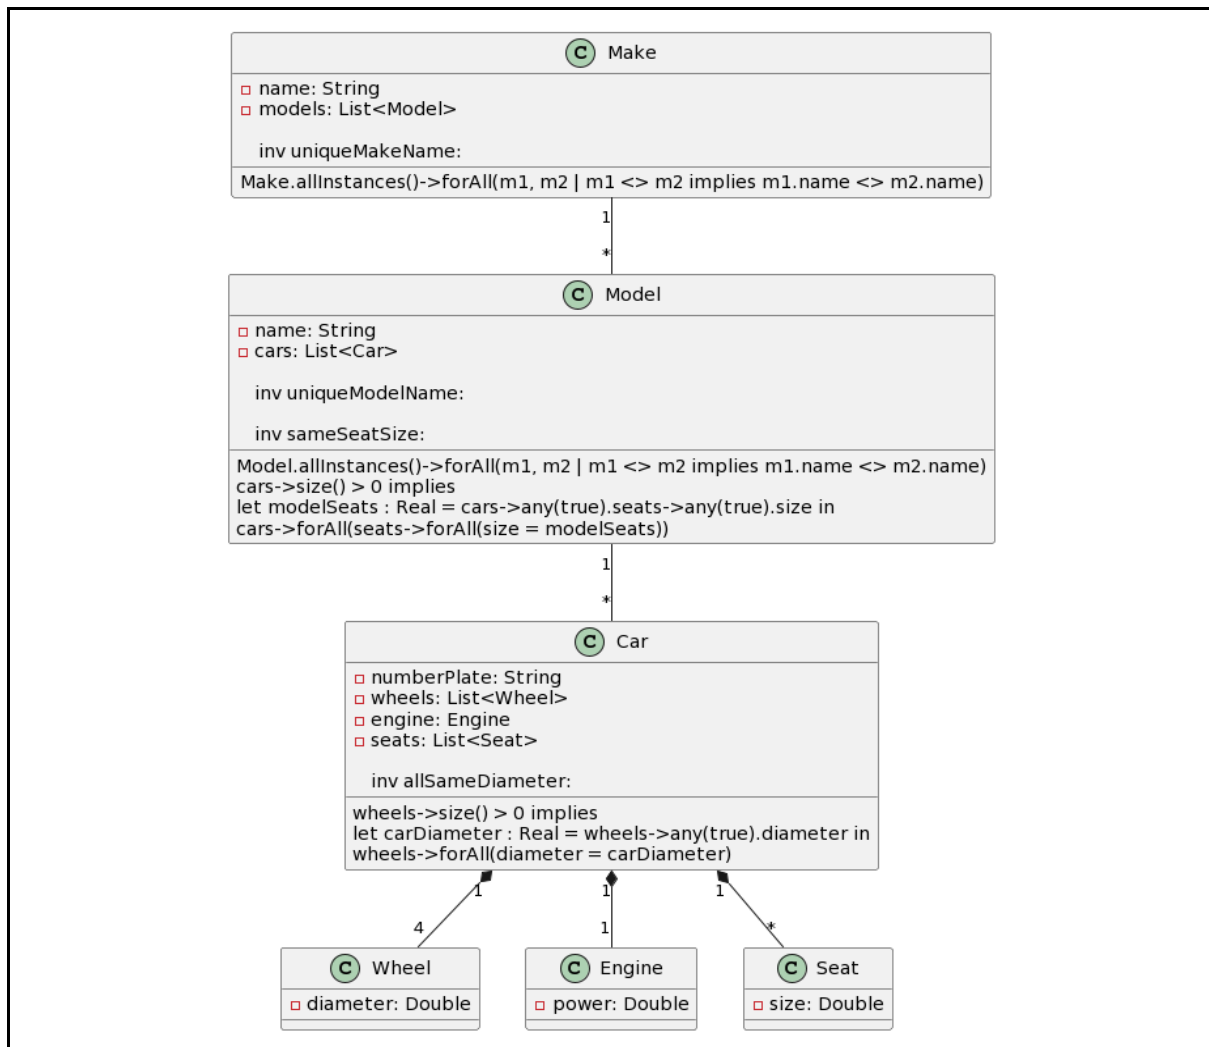 C Make
name: String
models: List<Model>
inv uniqueMakeName:
Make.allInstances()->forAll(m1, m2 | m1 <> m2 implies m1.name <> m2.name)
1
*
C Model
name: String
cars: List<Car>
inv uniqueModelName:
inv sameSeatSize:
Model.allInstances()->forAll(m1, m2 | m1 <> m2 implies m1.name <> m2.name)
cars->size() > 0 implies
let modelSeats : Real = cars->any(true).seats->any(true).size in
cars->forAll(seats->forAll(size = modelSeats))
1
*
C Car
numberPlate: String
wheels: List<Wheel>
engine: Engine
seats: List<Seat>
inv allSameDiameter:
wheels->size() > 0 implies
let carDiameter : Real = wheels->any(true).diameter in
wheels->forAll(diameter = carDiameter)
1 1 1
4 1 *
C Wheel C Engine C Seat
diameter: Double power: Double size: Double